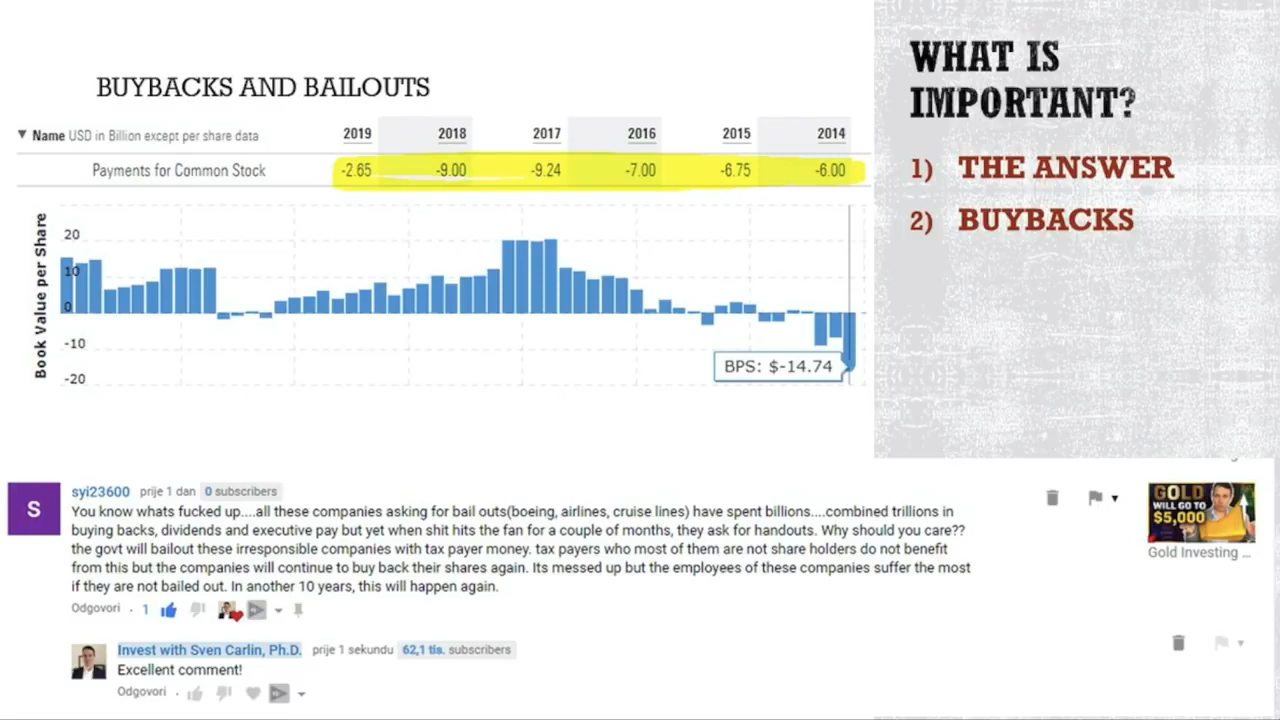 BUYBACKS AND BAILOUTS
▼ Name USD in Billion except per share data 2019 2018 2017 2016 2015 2014
Payments for Common Stock -2.65 -9.00 -9.24 -7.00 -6.75 -6.00
Book Value per Share
20
10
0
-10
-20
BPS: $-14.74
WHAT IS
IMPORTANT?
1) THE ANSWER
2) BUYBACKS
S
syi23600 prije 1 dan 0 subscribers
You know whats fucked up....all these companies asking for bail outs(boeing, airlines, cruise lines) have spent billions....combined trillions in
buying backs, dividends and executive pay but yet when shit hits the fan for a couple of months, they ask for handouts. Why should you care??
the govt will bailout these irresponsible companies with tax payer money. tax payers who most of them are not share holders do not benefit
from this but the companies will continue to buy back their shares again. Its messed up but the employees of these companies suffer the most
if they are not bailed out. In another 10 years, this will happen again.
Odgovori · 1
GOLD
WILL GO TO
$5,000
Gold Investing ...
Invest with Sven Carlin, Ph.D. prije 1 sekundu 62,1 tis. subscribers
Excellent comment!
Odgovori ·